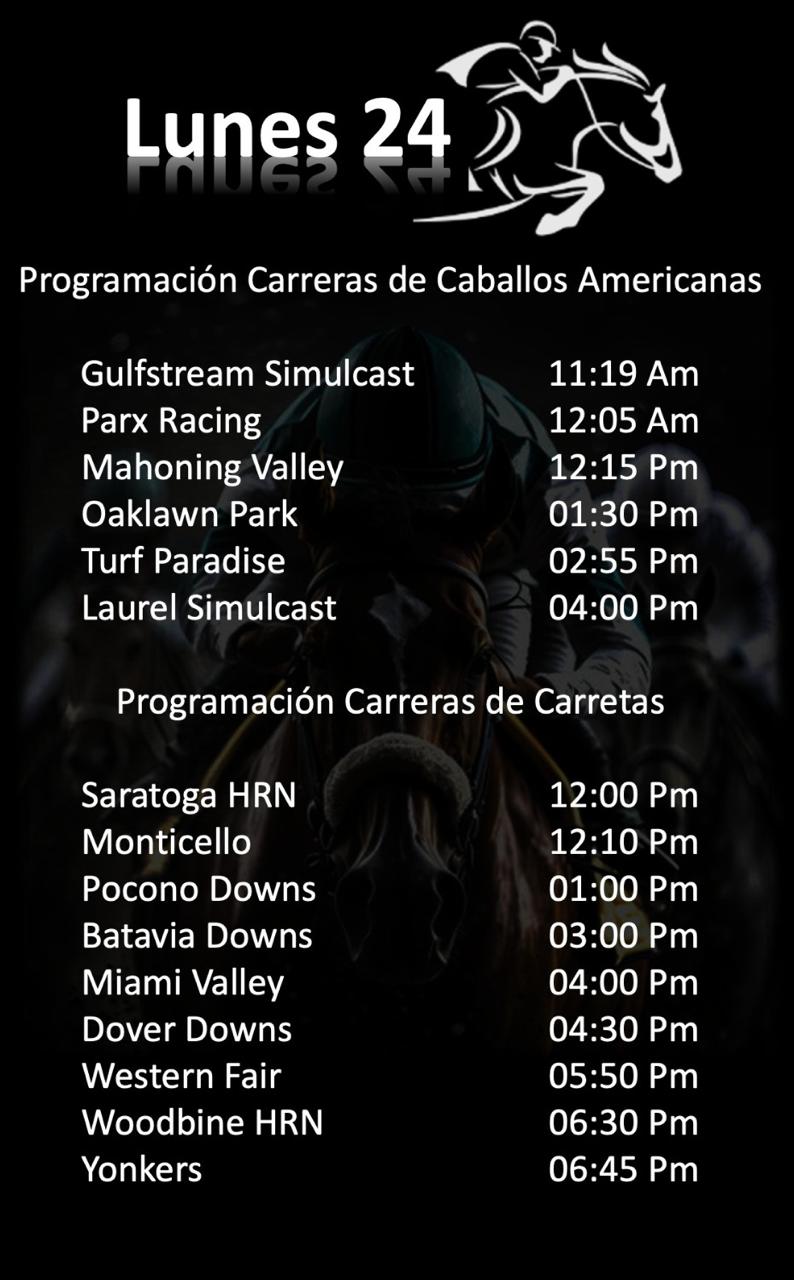 Lunes 24
Programación Carreras de Caballos Americanas
Gulfstream Simulcast 11:19 Am
Parx Racing 12:05 Am
Mahoning Valley 12:15 Pm
Oaklawn Park 01:30 Pm
Turf Paradise 02:55 Pm
Laurel Simulcast 04:00 Pm
Programación Carreras de Carretas
Saratoga HRN 12:00 Pm
Monticello 12:10 Pm
Pocono Downs 01:00 Pm
Batavia Downs 03:00 Pm
Miami Valley 04:00 Pm
Dover Downs 04:30 Pm
Western Fair 05:50 Pm
Woodbine HRN 06:30 Pm
Yonkers 06:45 Pm